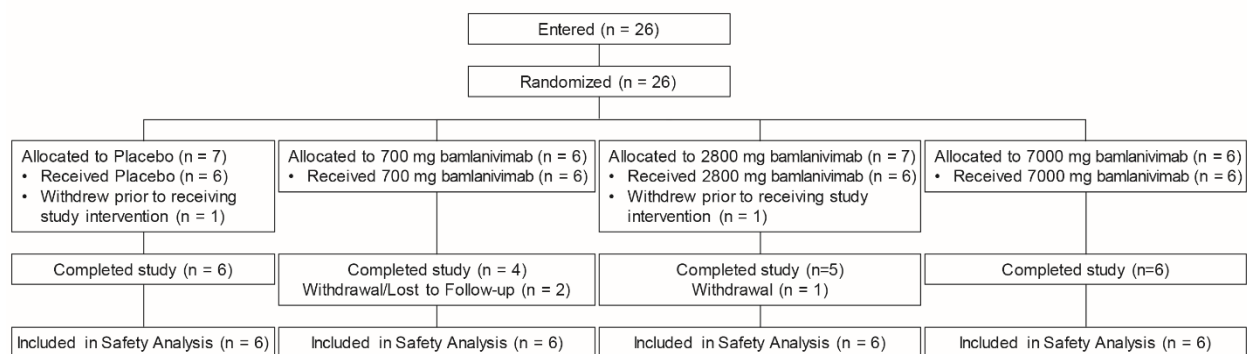 Entered (n = 26)
Randomized (n = 26)
Allocated to Placebo (n = 7)
• Received Placebo (n = 6)
• Withdrew prior to receiving
study intervention (n = 1)
Allocated to 700 mg bamlanivimab (n = 6)
• Received 700 mg bamlanivimab (n = 6)
Allocated to 2800 mg bamlanivimab (n = 7)
• Received 2800 mg bamlanivimab (n = 6)
• Withdrew prior to receiving study
intervention (n = 1)
Allocated to 7000 mg bamlanivimab (n = 6)
• Received 7000 mg bamlanivimab (n = 6)
Completed study (n = 6)
Completed study (n = 4)
Withdrawal/Lost to Follow-up (n = 2)
Completed study (n=5)
Withdrawal (n = 1)
Completed study (n=6)
Included in Safety Analysis (n = 6)
Included in Safety Analysis (n = 6)
Included in Safety Analysis (n = 6)
Included in Safety Analysis (n = 6)